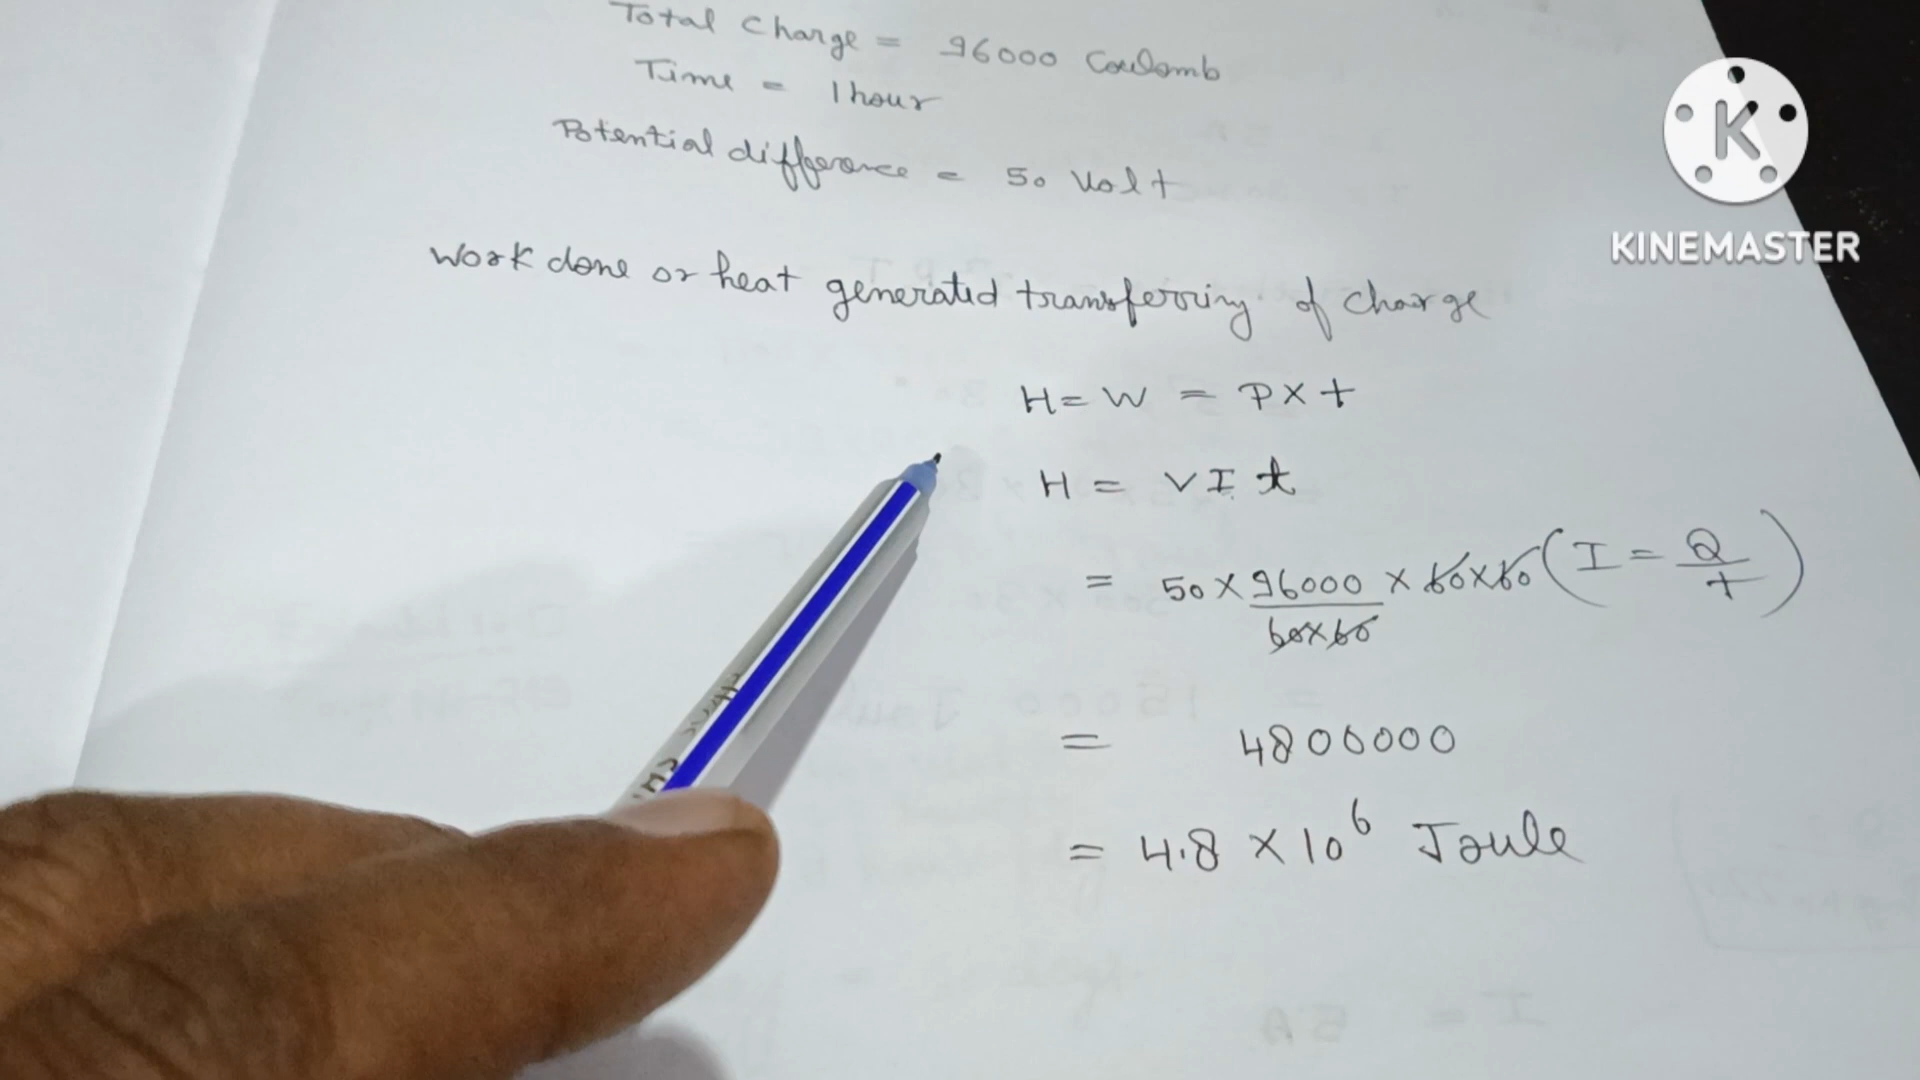 Total Charge = 96000 Coulomb
Time = 1 hour
Potential difference = 50 Volt
K
KINEMASTER
Work done or heat generated transferring of charge
H = W = P × t
H = V I t
= 50 × 96000 / 60×60 × 60×60 ( I = Q / t )
= 4800000
= 4.8 × 10⁶ Joule